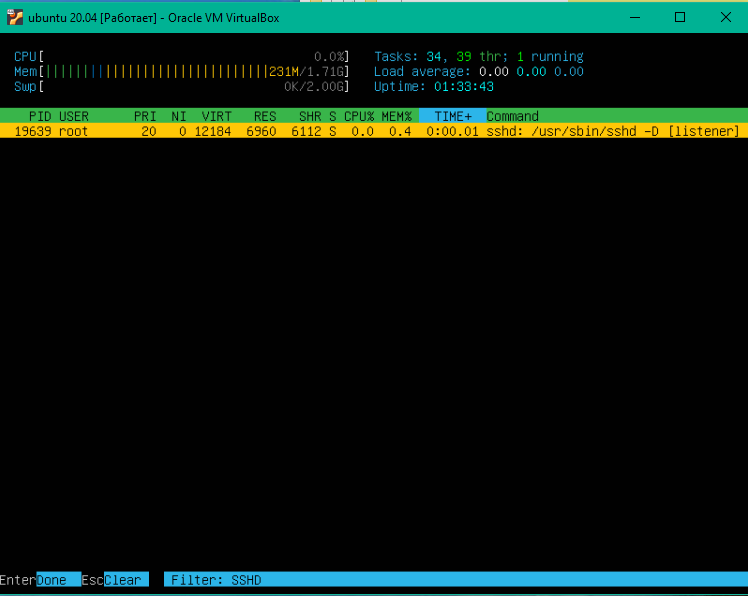 ubuntu 20.04 [Работает] - Oracle VM VirtualBox
CPU[ 0.0%] Tasks: 34, 39 thr; 1 running
Mem[||||||||||||||||||||||||||||||231M/1.71G] Load average: 0.00 0.00 0.00
Swp[ 0K/2.00G] Uptime: 01:33:43
PID USER PRI NI VIRT RES SHR S CPU% MEM% TIME+ Command
19639 root 20 0 12184 6960 6112 S 0.0 0.4 0:00.01 sshd: /usr/sbin/sshd -D [listener]
EnterDone EscClear Filter: SSHD